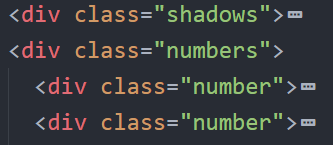 <div class="shadows">⋯
<div class="numbers">
<div class="number">⋯
<div class="number">⋯